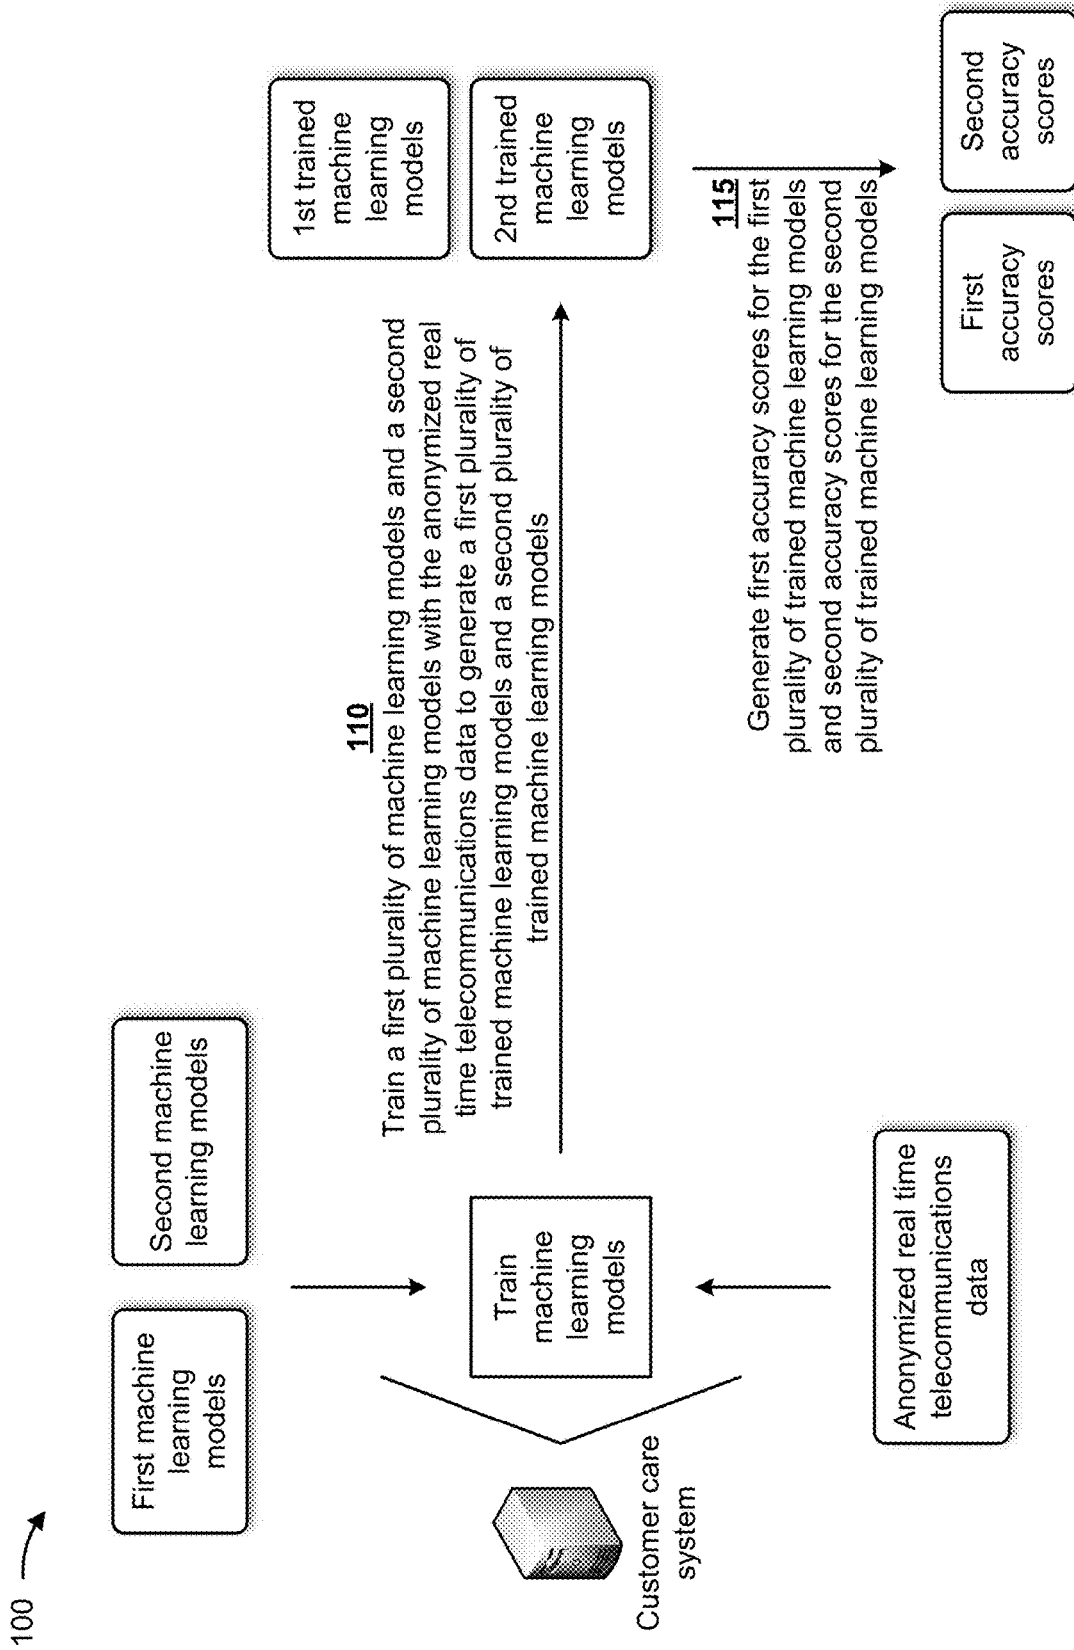 100
First machine
learning
models
Second machine
learning models
Customer care
system
Train
machine
learning
models
Anonymized real time
telecommunications
data
110
Train a first plurality of machine learning models and a second
plurality of machine learning models with the anonymized real
time telecommunications data to generate a first plurality of
trained machine learning models and a second plurality of
trained machine learning models
1st trained
machine
learning
models
2nd trained
machine
learning
models
115
Generate first accuracy scores for the first
plurality of trained machine learning models
and second accuracy scores for the second
plurality of trained machine learning models
First
accuracy
scores
Second
accuracy
scores